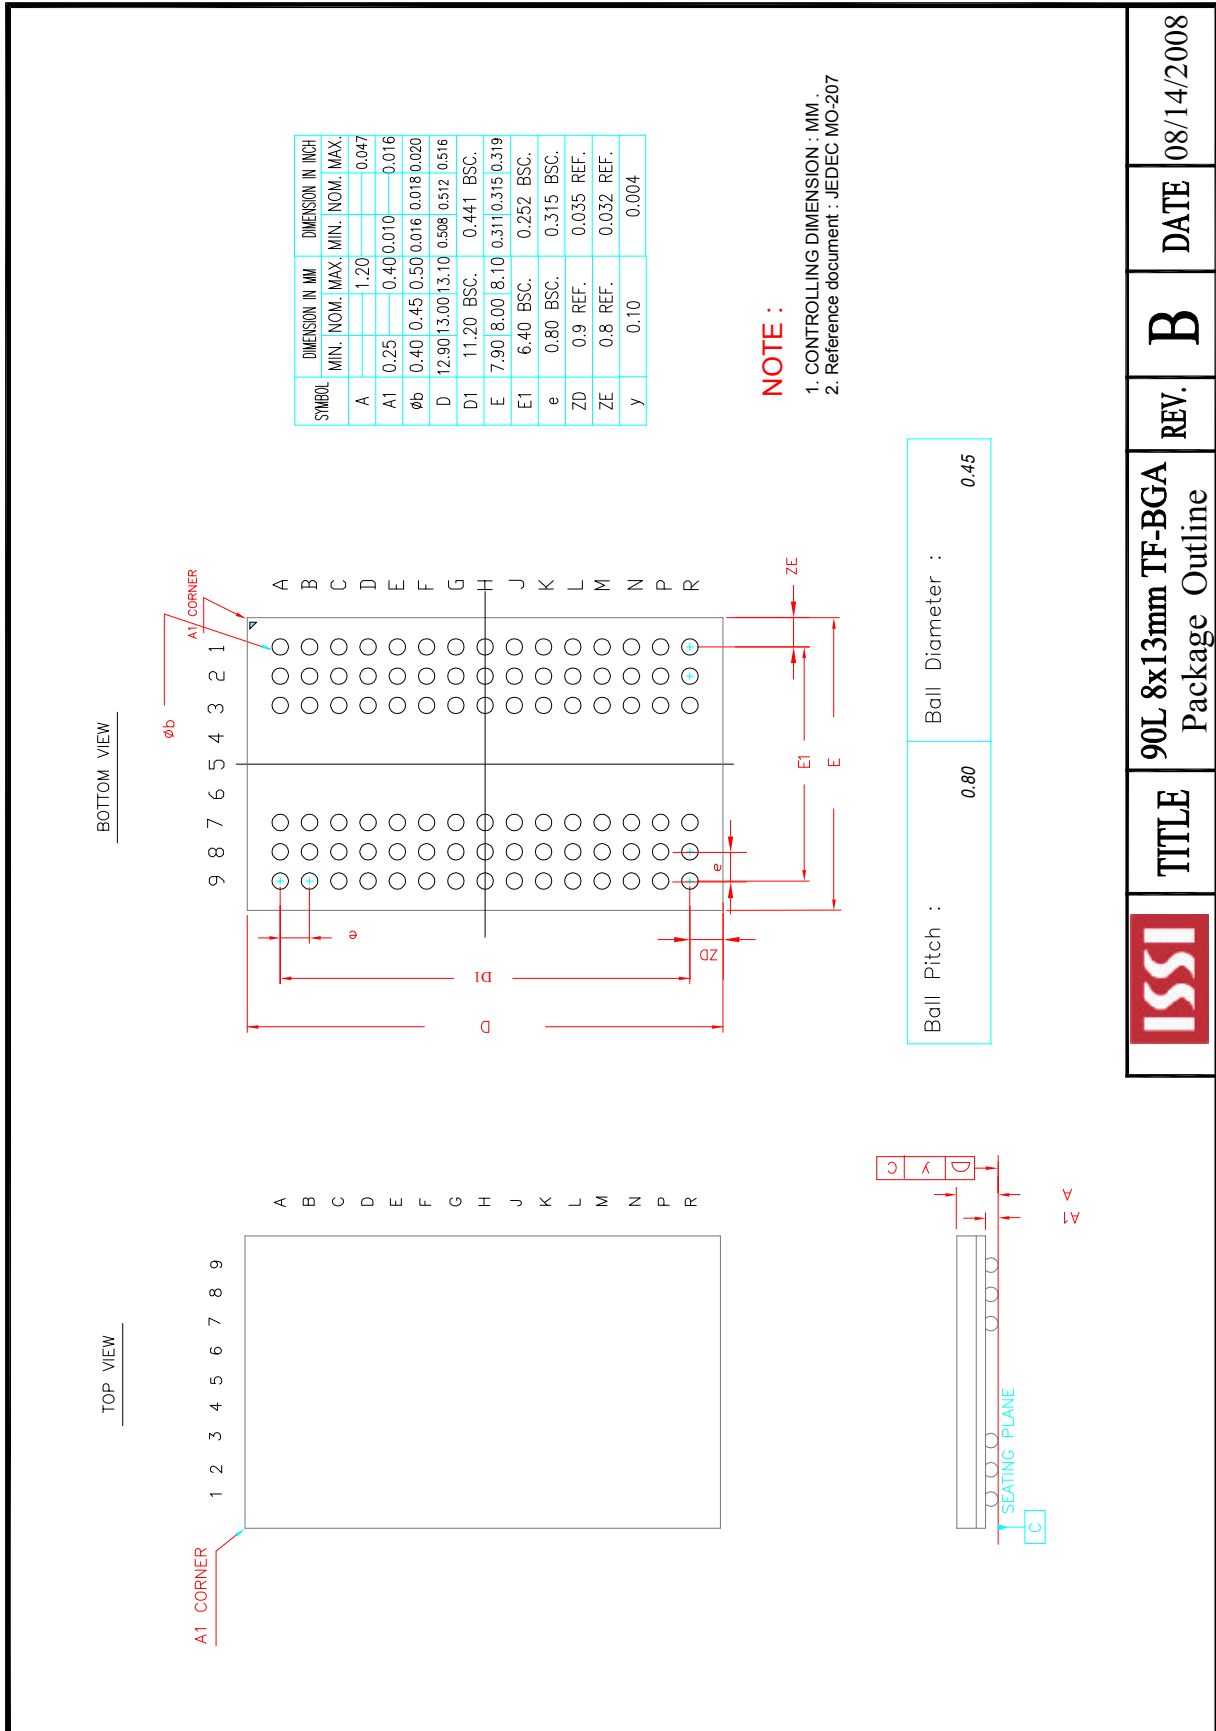 TOP VIEW
A1 CORNER
1 2 3 4 5 6 7 8 9
A
B
C
D
E
F
G
H
J
K
L
M
N
P
R
SEATING PLANE
C
D y C
A
A1
BOTTOM VIEW
Øb
A1 CORNER
9 8 7 6 5 4 3 2 1
A
B
C
D
E
F
G
H
J
K
L
M
N
P
R
e
D1
D
ZD
e
E1
E
ZE
SYMBOL DIMENSION IN MM DIMENSION IN INCH
MIN. NOM. MAX. MIN. NOM. MAX.
A 1.20 0.047
A1 0.25 0.40 0.010 0.016
Øb 0.40 0.45 0.50 0.016 0.018 0.020
D 12.90 13.00 13.10 0.508 0.512 0.516
D1 11.20 BSC. 0.441 BSC.
E 7.90 8.00 8.10 0.311 0.315 0.319
E1 6.40 BSC. 0.252 BSC.
e 0.80 BSC. 0.315 BSC.
ZD 0.9 REF. 0.035 REF.
ZE 0.8 REF. 0.032 REF.
y 0.10 0.004
NOTE :
1. CONTROLLING DIMENSION : MM .
2. Reference document : JEDEC MO-207
Ball Pitch : 0.80
Ball Diameter : 0.45
ISSI
TITLE
90L 8x13mm TF-BGA
Package Outline
REV.
B
DATE
08/14/2008